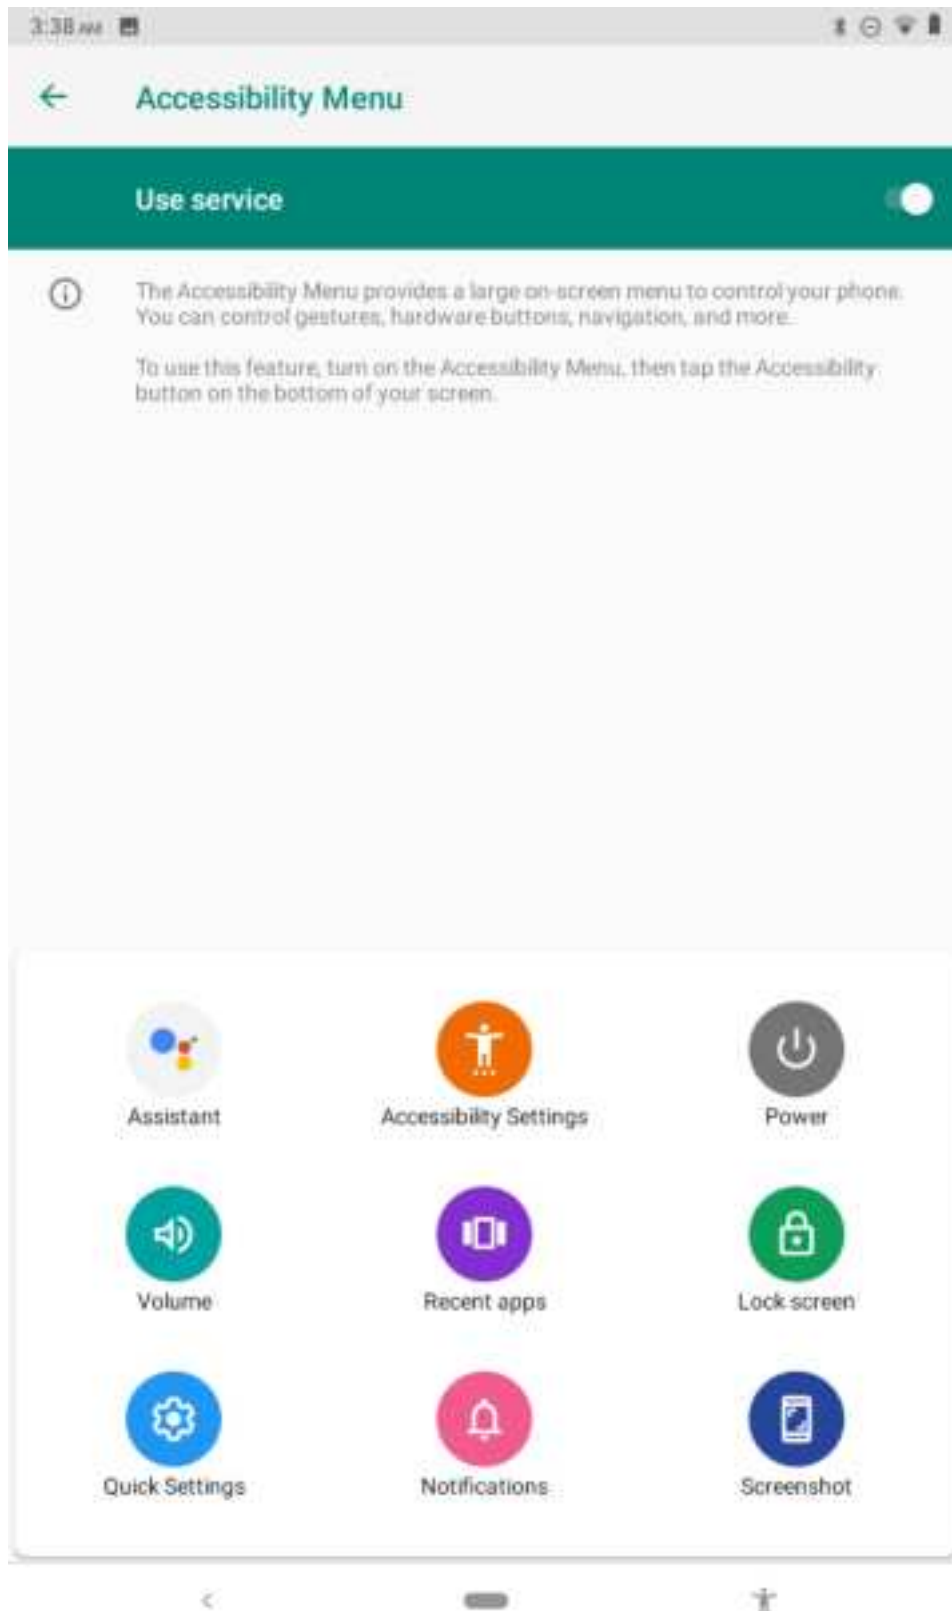 3:38 AM
Accessibility Menu
Use service
The Accessibility Menu provides a large on-screen menu to control your phone.
You can control gestures, hardware buttons, navigation, and more.
To use this feature, turn on the Accessibility Menu, then tap the Accessibility
button on the bottom of your screen.
Assistant
Accessibility Settings
Power
Volume
Recent apps
Lock screen
Quick Settings
Notifications
Screenshot